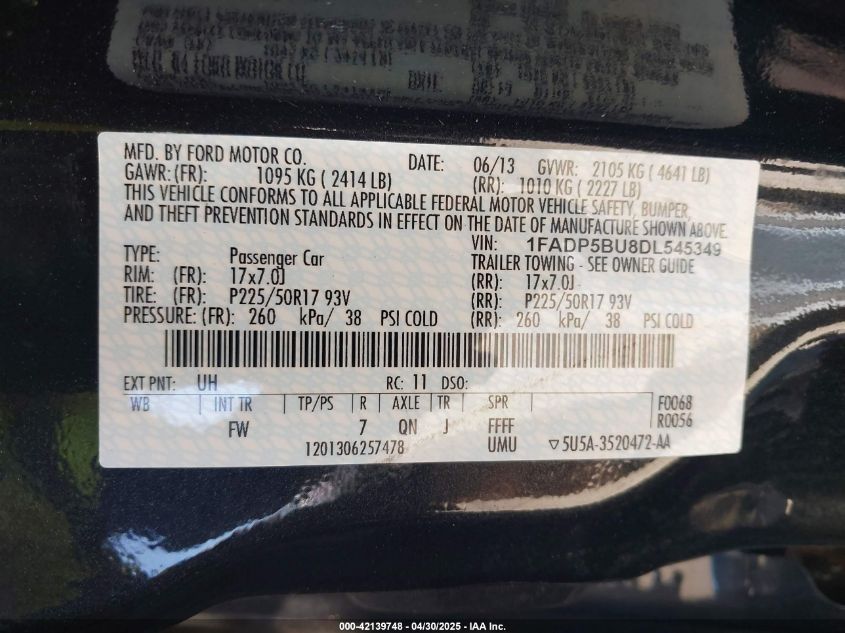 MFD. BY FORD MOTOR CO. DATE: 06/13 GVWR: 2105 KG ( 4641 LB)
GAWR: (FR): 1095 KG ( 2414 LB) (RR): 1010 KG ( 2227 LB)
THIS VEHICLE CONFORMS TO ALL APPLICABLE FEDERAL MOTOR VEHICLE SAFETY, BUMPER,
AND THEFT PREVENTION STANDARDS IN EFFECT ON THE DATE OF MANUFACTURE SHOWN ABOVE.
VIN: 1FADP5BU8DL545349
TYPE: Passenger Car TRAILER TOWING - SEE OWNER GUIDE
RIM: (FR): 17x7.0J (RR): 17x7.0J
TIRE: (FR): P225/50R17 93V (RR): P225/50R17 93V
PRESSURE: (FR): 260 kPa/ 38 PSI COLD (RR): 260 kPa/ 38 PSI COLD
EXT PNT: UH RC: 11 DSO:
WB INT TR TP/PS R AXLE TR SPR F0068
R0056
FW 7 QN J FFFF
1201306257478 UMU ▽5U5A-3520472-AA
000-42139748 - 04/30/2025 - IAA Inc.